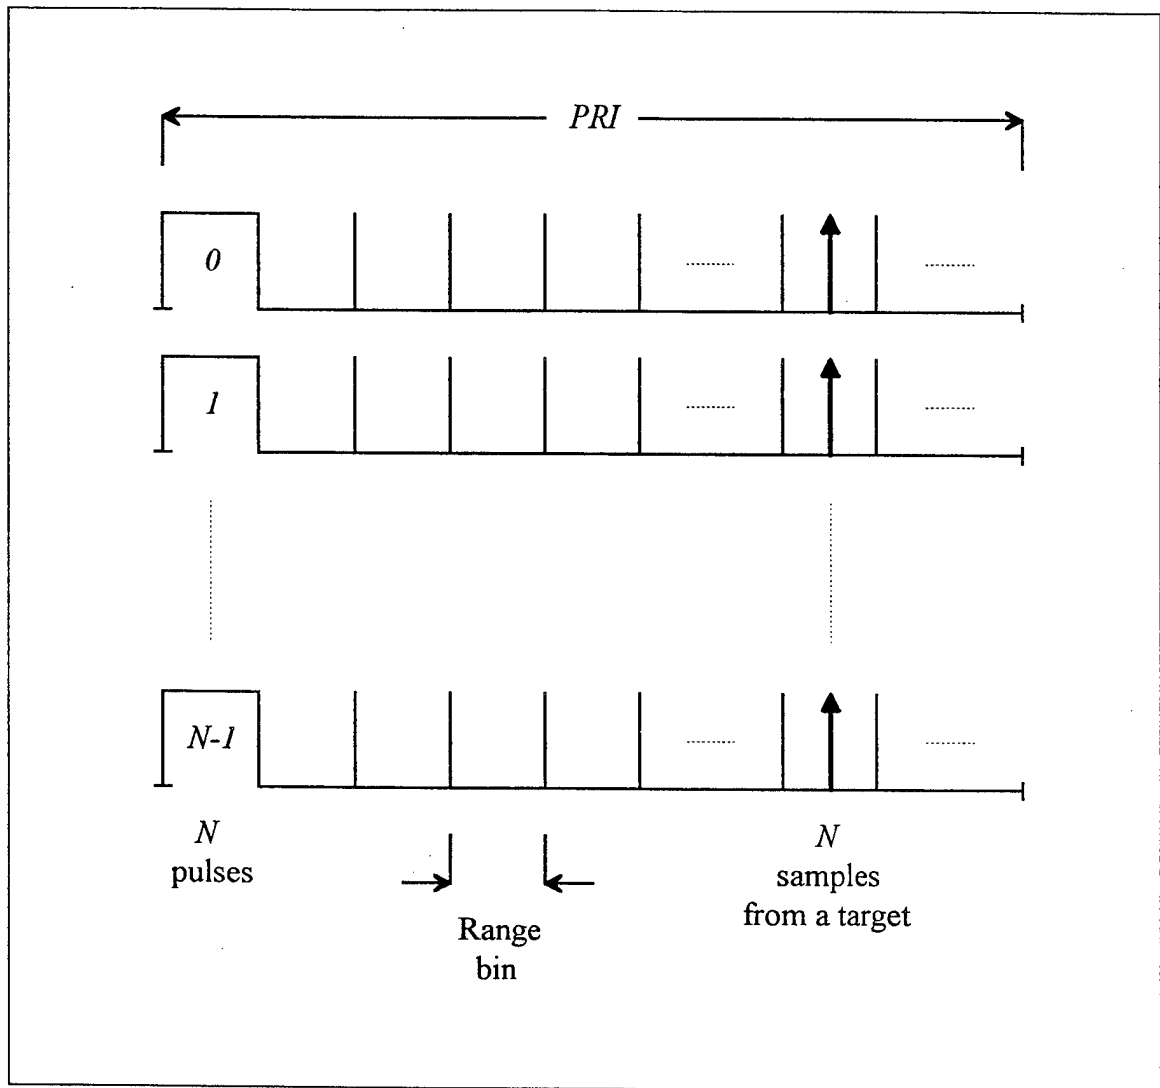 PRI
0
1
N-1
N
pulses
Range
bin
N
samples
from a target